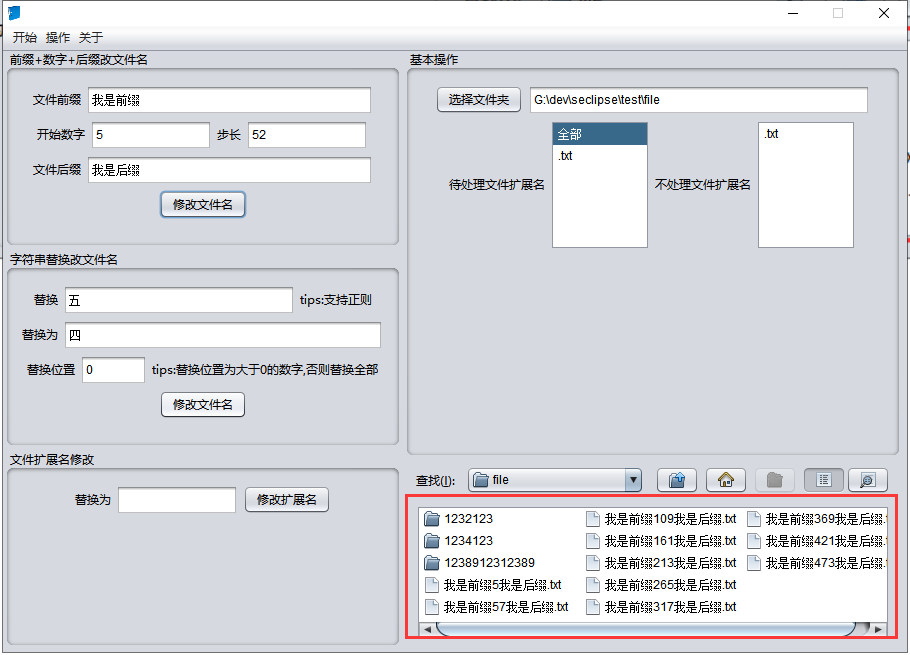 开始 操作 关于
前缀+数字+后缀改文件名
文件前缀 我是前缀
开始数字 5 步长 52
文件后缀 我是后缀
修改文件名
字符串替换改文件名
替换 五 tips:支持正则
替换为 四
替换位置 0 tips:替换位置为大于0的数字,否则替换全部
修改文件名
文件扩展名修改
替换为 修改扩展名
基本操作
选择文件夹 G:\dev\seclipse\test\file
待处理文件扩展名 全部
.txt
不处理文件扩展名 .txt
查找(I): file
1232123
1234123
1238912312389
我是前缀5我是后缀.txt
我是前缀57我是后缀.txt
我是前缀109我是后缀.txt
我是前缀161我是后缀.txt
我是前缀213我是后缀.txt
我是前缀265我是后缀.txt
我是前缀317我是后缀.txt
我是前缀369我是后缀.
我是前缀421我是后缀.
我是前缀473我是后缀.